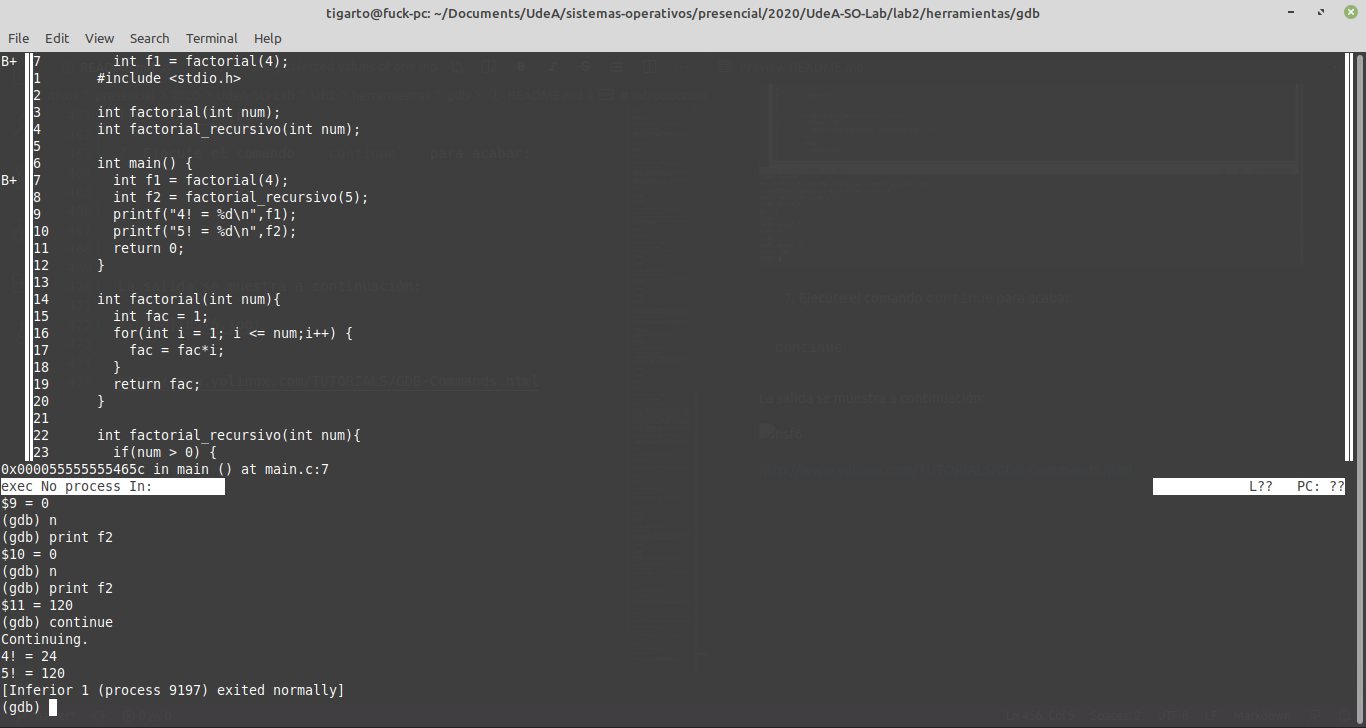 tigarto@fuck-pc: ~/Documents/UdeA/sistemas-operativos/presencial/2020/UdeA-SO-Lab/lab2/herramientas/gdb
File Edit View Search Terminal Help
B+ 7 int f1 = factorial(4);
1 #include <stdio.h>
2
3 int factorial(int num);
4 int factorial_recursivo(int num);
5
6 int main() {
B+ 7 int f1 = factorial(4);
8 int f2 = factorial_recursivo(5);
9 printf("4! = %d\n",f1);
10 printf("5! = %d\n",f2);
11 return 0;
12 }
13
14 int factorial(int num){
15 int fac = 1;
16 for(int i = 1; i <= num;i++) {
17 fac = fac*i;
18 }
19 return fac;
20 }
21
22 int factorial_recursivo(int num){
23 if(num > 0) {
0x000055555555465c in main () at main.c:7
exec No process In: L?? PC: ??
$9 = 0
(gdb) n
(gdb) print f2
$10 = 0
(gdb) n
(gdb) print f2
$11 = 120
(gdb) continue
Continuing.
4! = 24
5! = 120
[Inferior 1 (process 9197) exited normally]
(gdb)